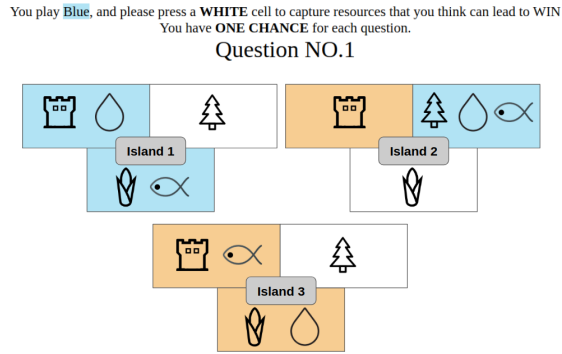 You play Blue, and please press a WHITE cell to capture resources that you think can lead to WIN
You have ONE CHANCE for each question.
Question NO.1
Island 1
Island 2
Island 3